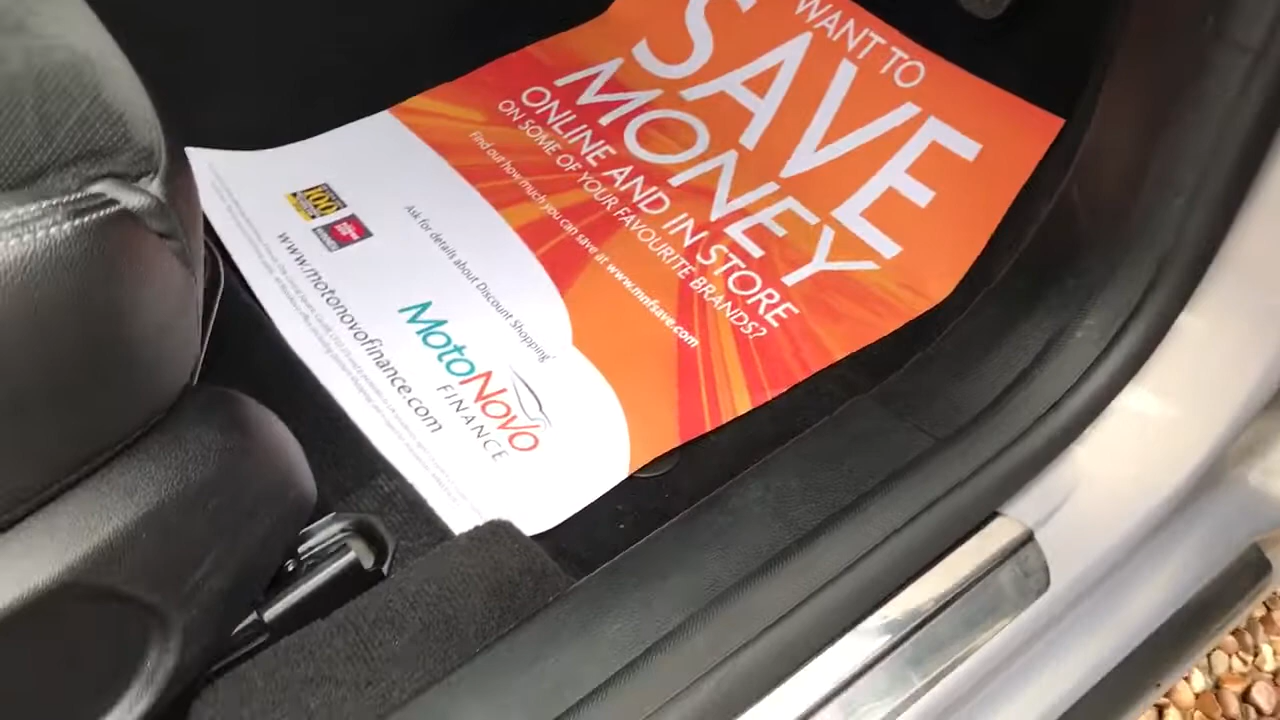 WANT TO
SAVE
MONEY
ONLINE AND IN STORE
ON SOME OF YOUR FAVOURITE BRANDS?
Find out how much you can save at www.mnfsave.com
Ask for details about Discount Shopping*
MotoNovo
FINANCE
100
www.motonovofinance.com